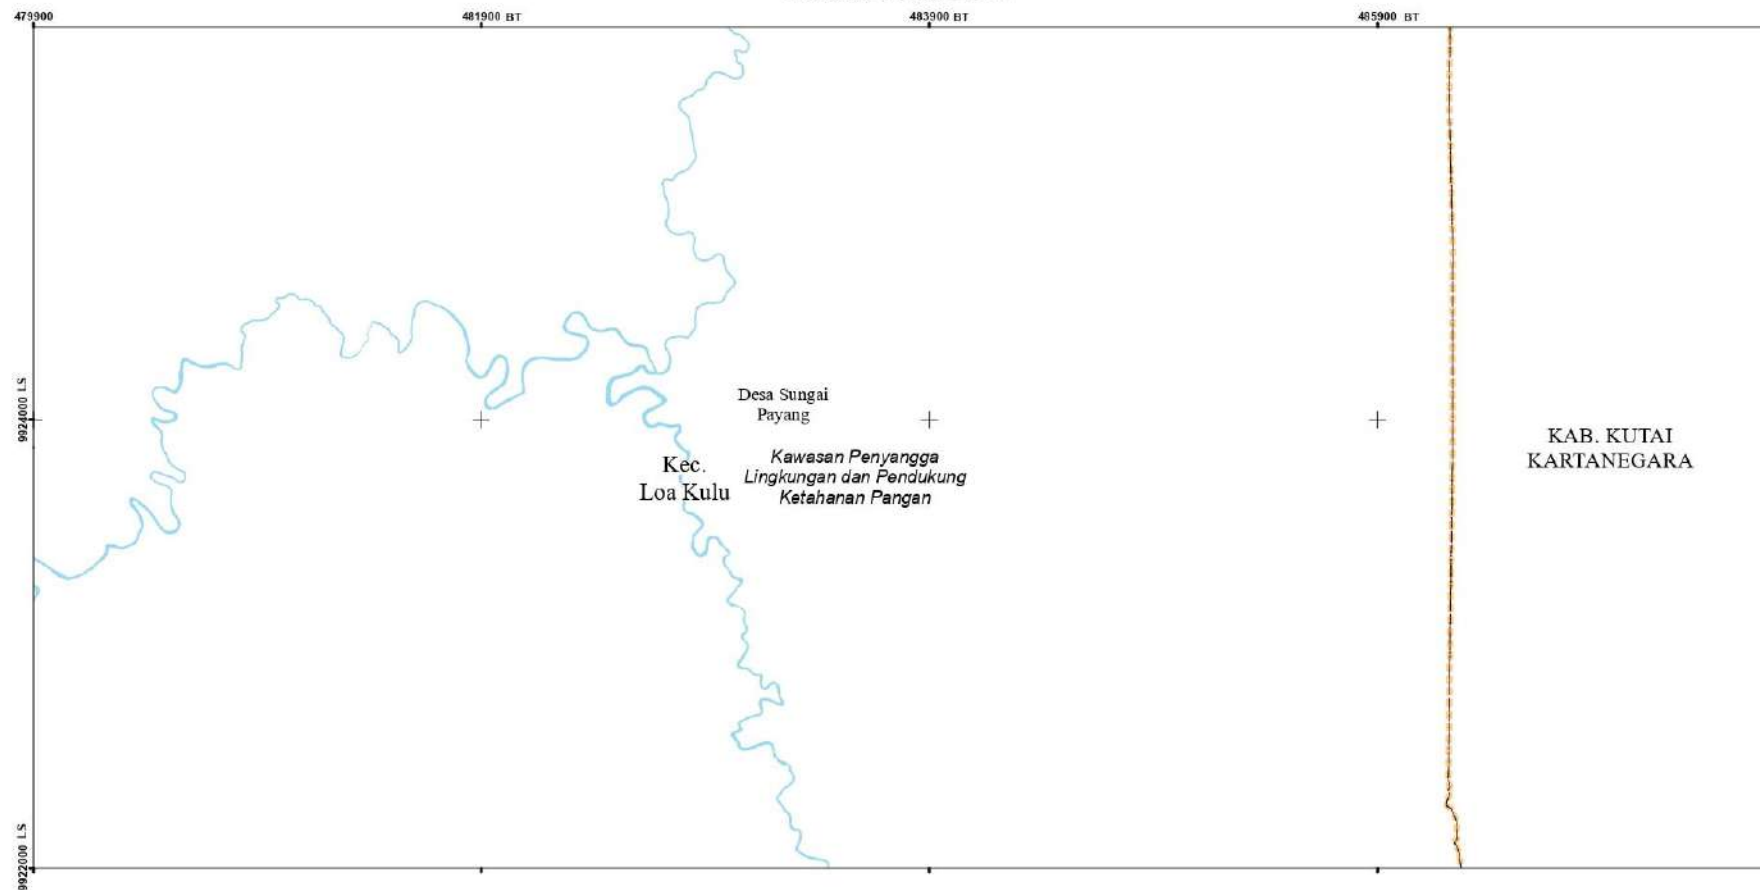 479900
481900 BT
483900 BT
485900 BT
9924000 LS
Desa Sungai
Payang
Kec.
Loa Kulu
Kawasan Penyangga
Lingkungan dan Pendukung
Ketahanan Pangan
KAB. KUTAI
KARTANEGARA
9922000 LS